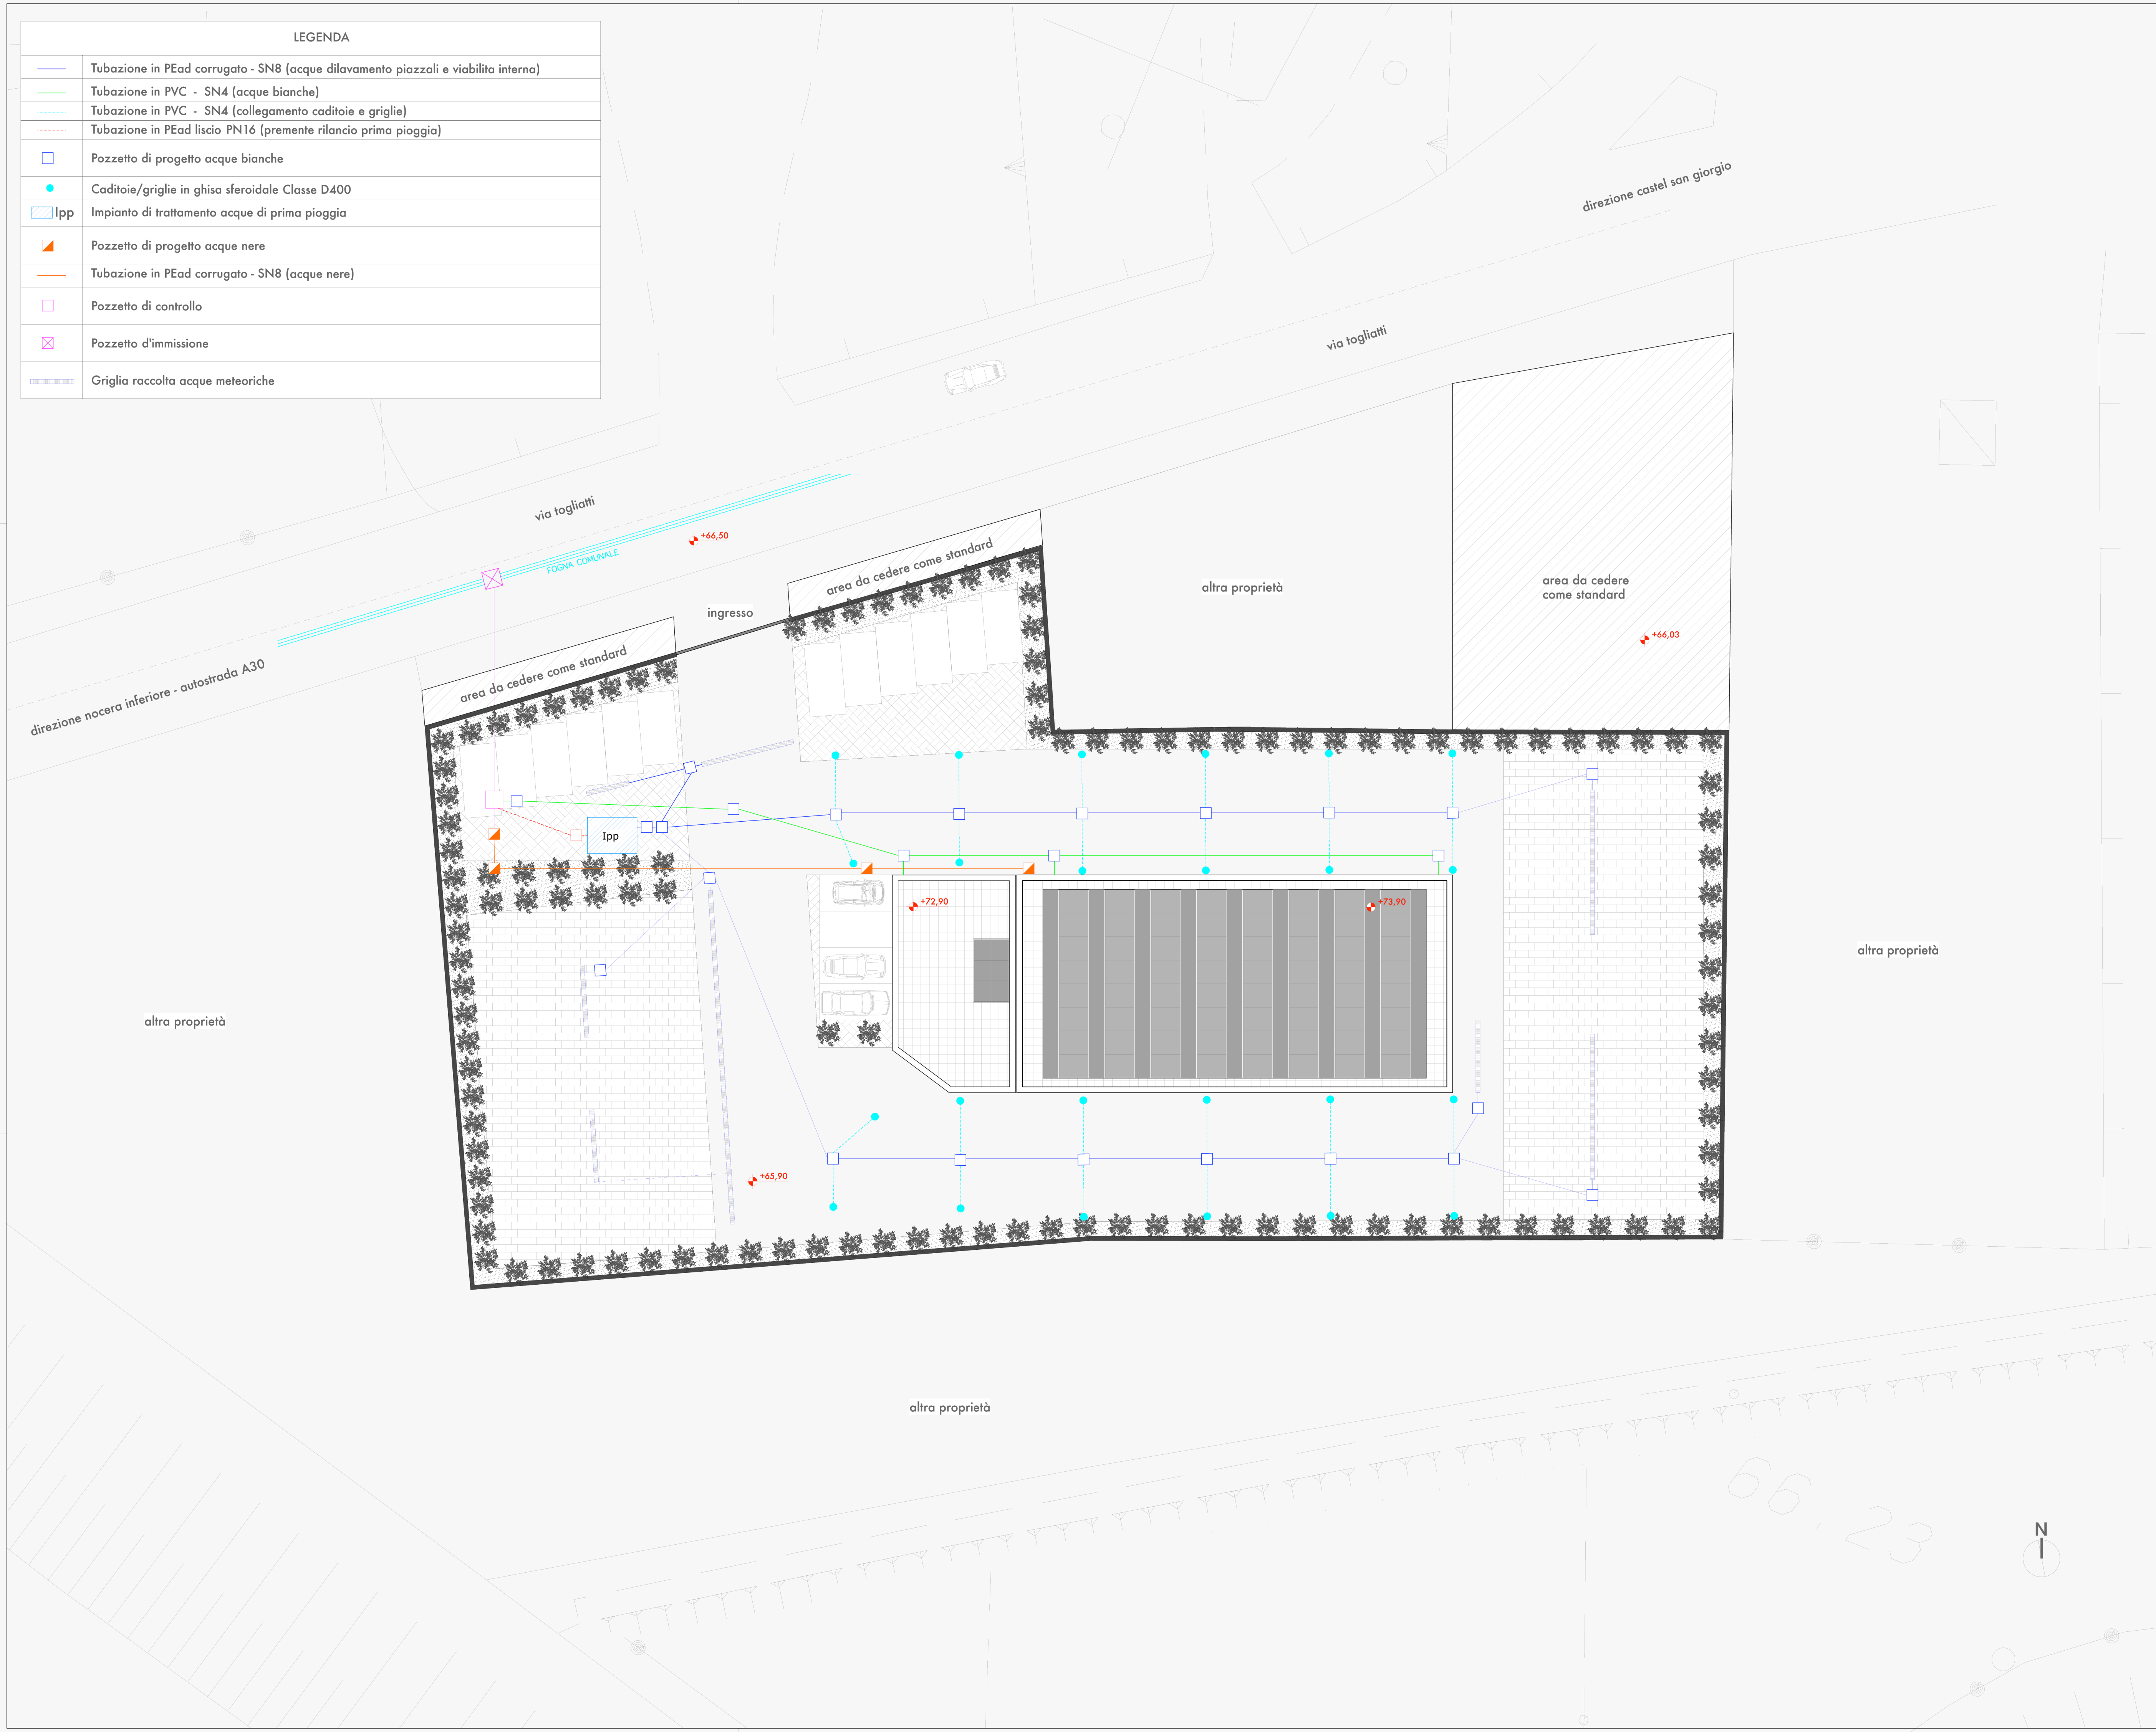 LEGENDA
Tubazione in PEad corrugato - SN8 (acque dilavamento piazzali e viabilita interna)
Tubazione in PVC - SN4 (acque bianche)
Tubazione in PVC - SN4 (collegamento caditoie e griglie)
Tubazione in PEad liscio PN16 (premente rilancio prima pioggia)
Pozzetto di progetto acque bianche
Caditoie/griglie in ghisa sferoidale Classe D400
Ipp Impianto di trattamento acque di prima pioggia
Pozzetto di progetto acque nere
Tubazione in PEad corrugato - SN8 (acque nere)
Pozzetto di controllo
Pozzetto d'immissione
Griglia raccolta acque meteoriche
direzione castel san giorgio
via togliatti
via togliatti
+66,50
FOGNA COMUNALE
area da cedere come standard
altra proprietà
area da cedere
come standard
ingresso
+66,03
area da cedere come standard
direzione nocera inferiore - autostrada A30
Ipp
+72,90
+73,90
altra proprietà
altra proprietà
+65,90
altra proprietà
N